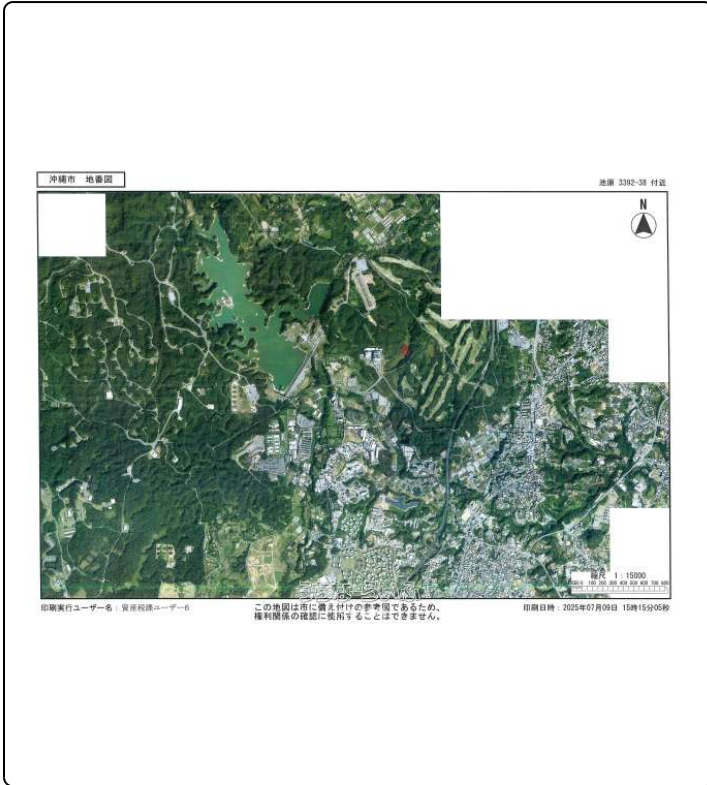 沖縄市 地番図
池原 3392-38 付近
N
縮尺 1:15000
印刷実行ユーザー名:資産税課ユーザー6
この地図は市に備え付けの参考図であるため、
権利関係の確認に使用することはできません。
印刷日時:2025年07月09日 15時15分05秒